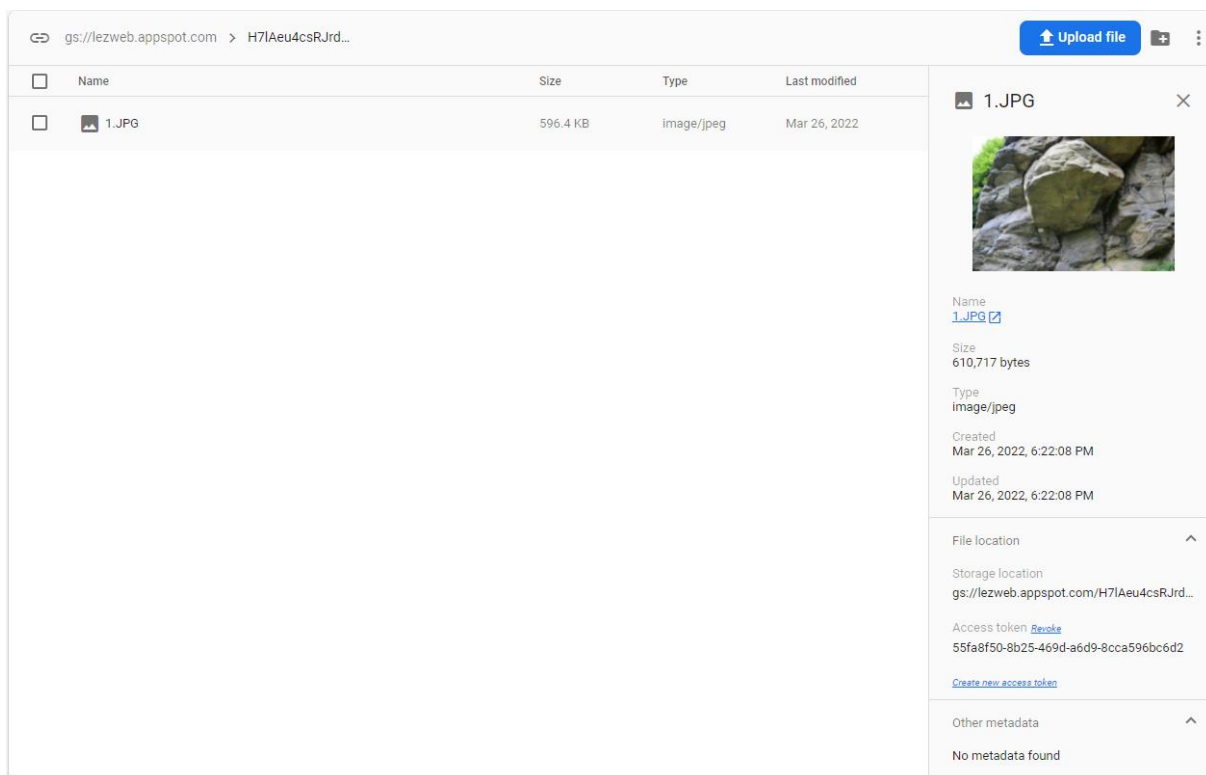 gs://lezweb.appspot.com > H7lAeu4csRJrd...
Upload file
Name Size Type Last modified
1.JPG 596.4 KB image/jpeg Mar 26, 2022
1.JPG
Name
1.JPG
Size
610,717 bytes
Type
image/jpeg
Created
Mar 26, 2022, 6:22:08 PM
Updated
Mar 26, 2022, 6:22:08 PM
File location
Storage location
gs://lezweb.appspot.com/H7lAeu4csRJrd...
Access token Revoke
55fa8f50-8b25-469d-a6d9-8cca596bc6d2
Create new access token
Other metadata
No metadata found